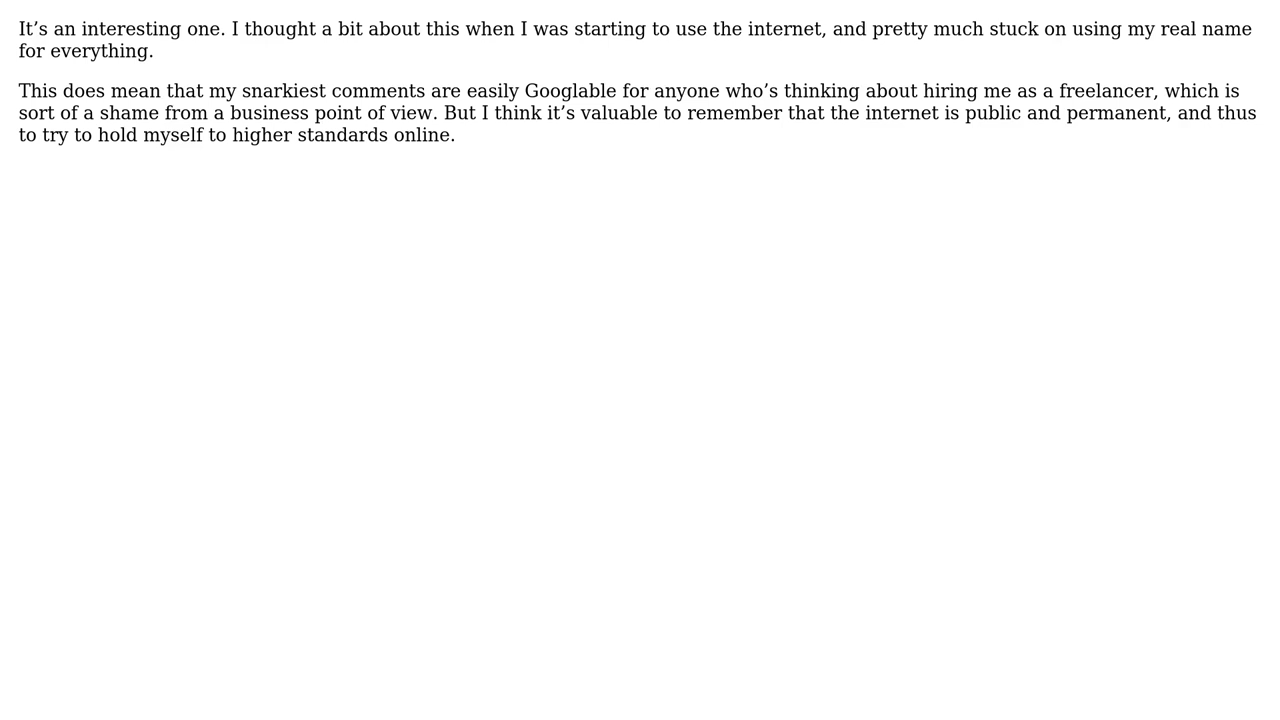 It’s an interesting one. I thought a bit about this when I was starting to use the internet, and pretty much stuck on using my real name
for everything.
This does mean that my snarkiest comments are easily Googlable for anyone who’s thinking about hiring me as a freelancer, which is
sort of a shame from a business point of view. But I think it’s valuable to remember that the internet is public and permanent, and thus
to try to hold myself to higher standards online.